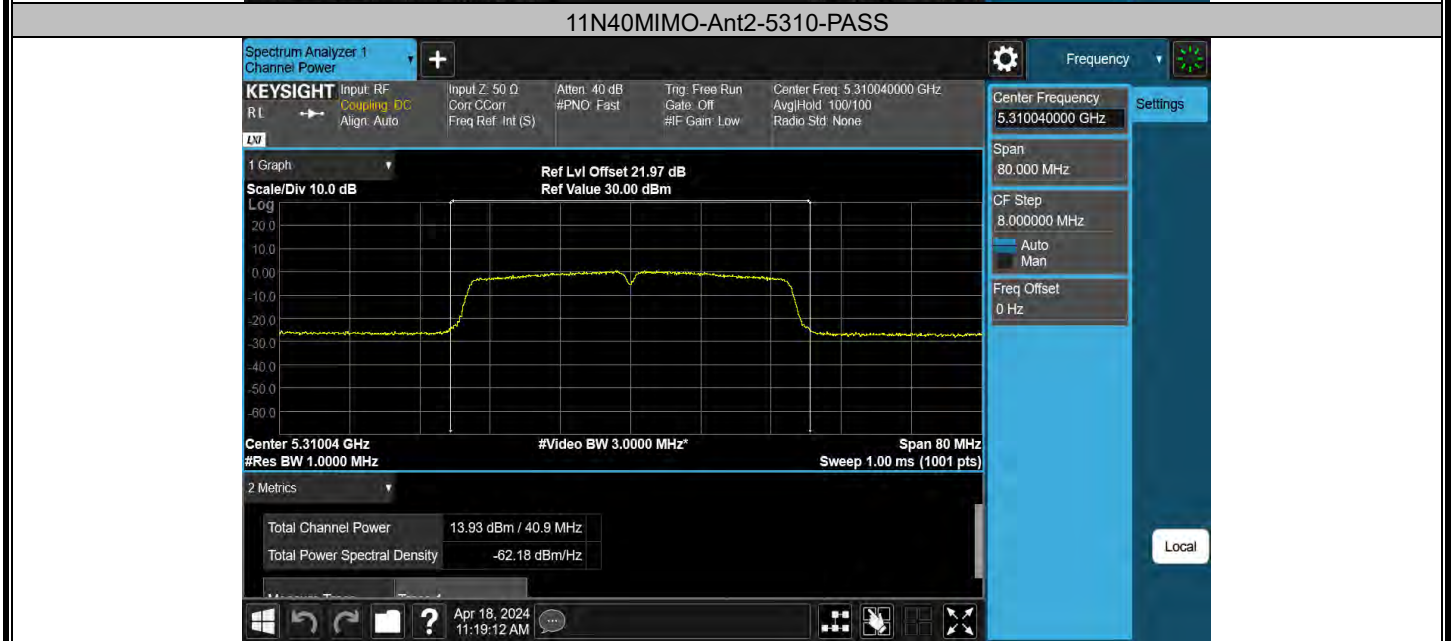 11N40MIMO-Ant2-5310-PASS
Spectrum Analyzer 1
Channel Power
Frequency
KEYSIGHT
RL
LXI
Input: RF
Coupling: DC
Align: Auto
Input Z: 50 Ω
Corr CCorr
Freq Ref: Int (S)
Atten: 40 dB
#PNO: Fast
Trig: Free Run
Gate: Off
#IF Gain: Low
Center Freq: 5.310040000 GHz
Avg|Hold: 100/100
Radio Std: None
Center Frequency
5.310040000 GHz
Settings
Span
80.000 MHz
CF Step
8.000000 MHz
Auto
Man
Freq Offset
0 Hz
Local
1 Graph
Ref Lvl Offset 21.97 dB
Scale/Div 10.0 dB
Ref Value 30.00 dBm
Log
20.0
10.0
0.00
-10.0
-20.0
-30.0
-40.0
-50.0
-60.0
Center 5.31004 GHz
#Video BW 3.0000 MHz*
Span 80 MHz
#Res BW 1.0000 MHz
Sweep 1.00 ms (1001 pts)
2 Metrics
Total Channel Power 13.93 dBm / 40.9 MHz
Total Power Spectral Density -62.18 dBm/Hz
?
Apr 18, 2024
11:19:12 AM